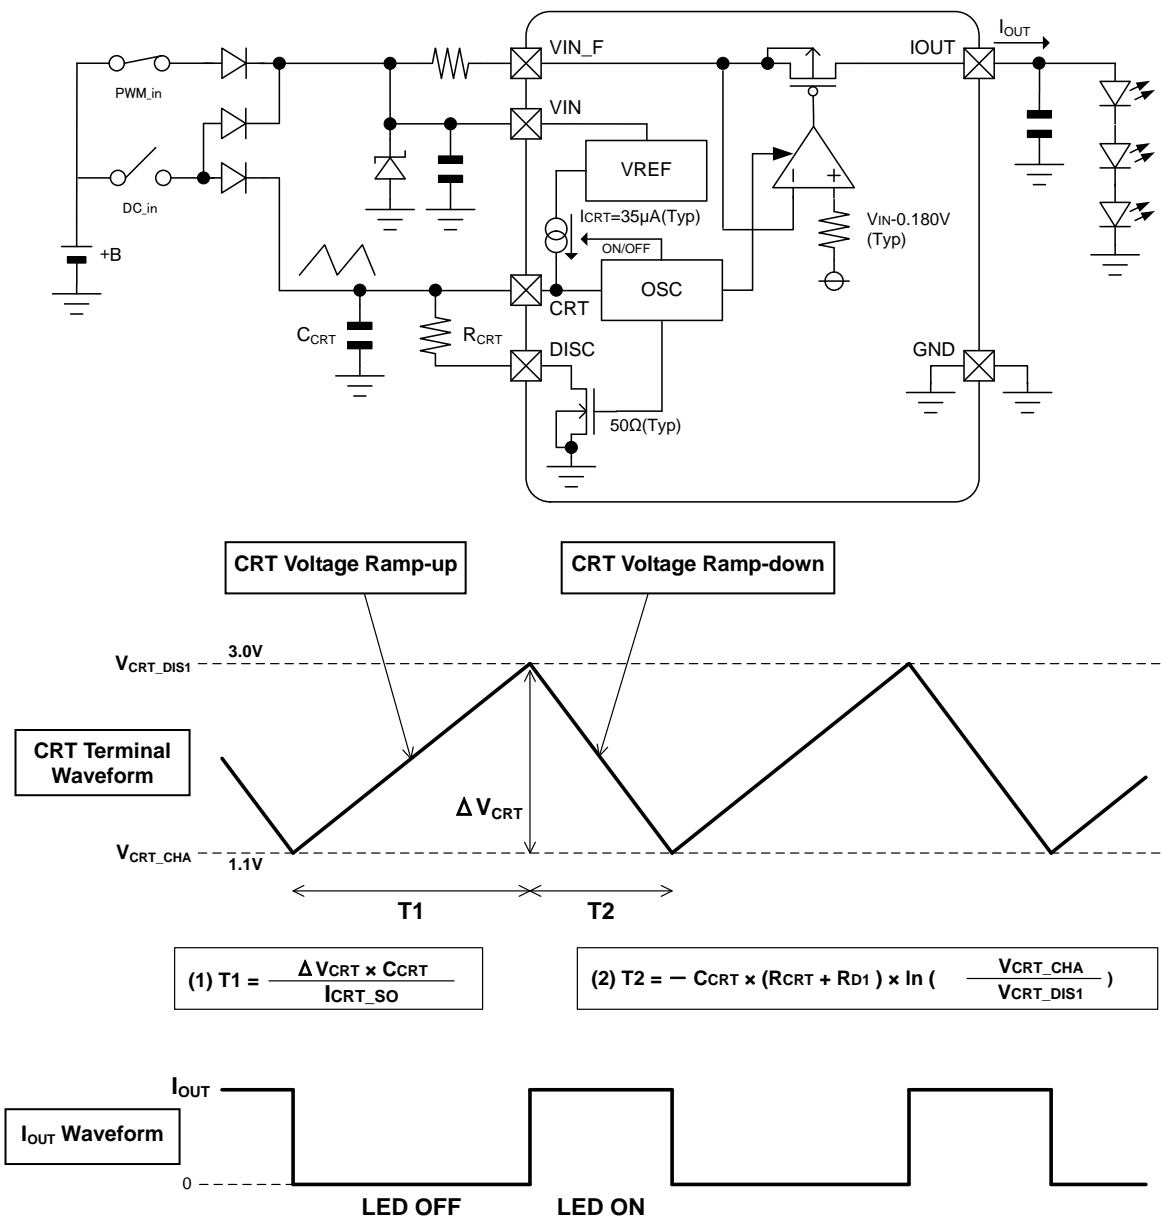 VIN_F
IOUT
IOUT
PWM_in
VIN
VREF
DC_in
ICRT=35µA(Typ)
VIN-0.180V
(Typ)
+B
ON/OFF
OSC
CRT
CCRT
RCRT
DISC
GND
50Ω(Typ)
CRT Voltage Ramp-up
CRT Voltage Ramp-down
VCRT_DIS1
3.0V
CRT Terminal
Waveform
Δ VCRT
VCRT_CHA
1.1V
T1
T2
(1) T1 = Δ VCRT × CCRT / ICRT_SO
(2) T2 = − CCRT × (RCRT + RD1 ) × ln ( VCRT_CHA / VCRT_DIS1 )
IOUT
IOUT Waveform
0
LED OFF
LED ON